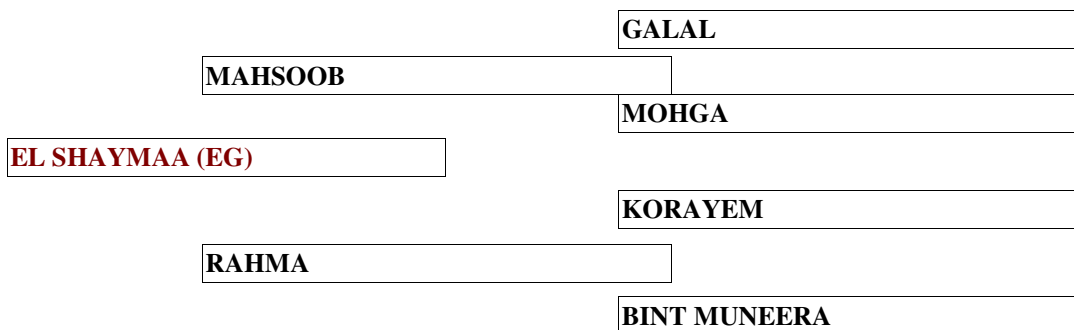 GALAL
MAHSOOB
MOHGA
EL SHAYMAA (EG)
KORAYEM
RAHMA
BINT MUNEERA